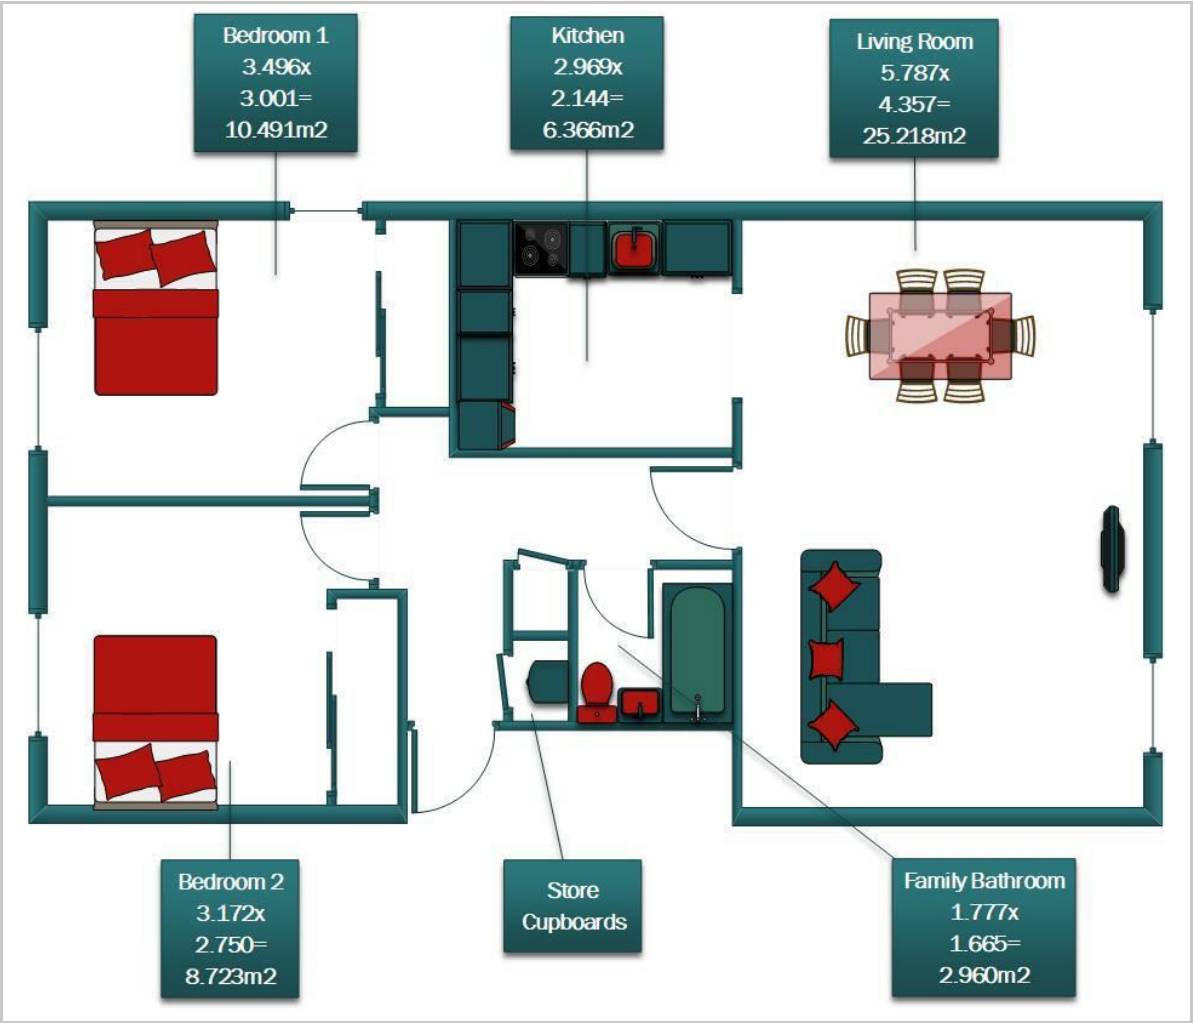 Bedroom 1
3.496x
3.001=
10.491m2
Kitchen
2.969x
2.144=
6.366m2
Living Room
5.787x
4.357=
25.218m2
Bedroom 2
3.172x
2.750=
8.723m2
Store
Cupboards
Family Bathroom
1.777x
1.665=
2.960m2